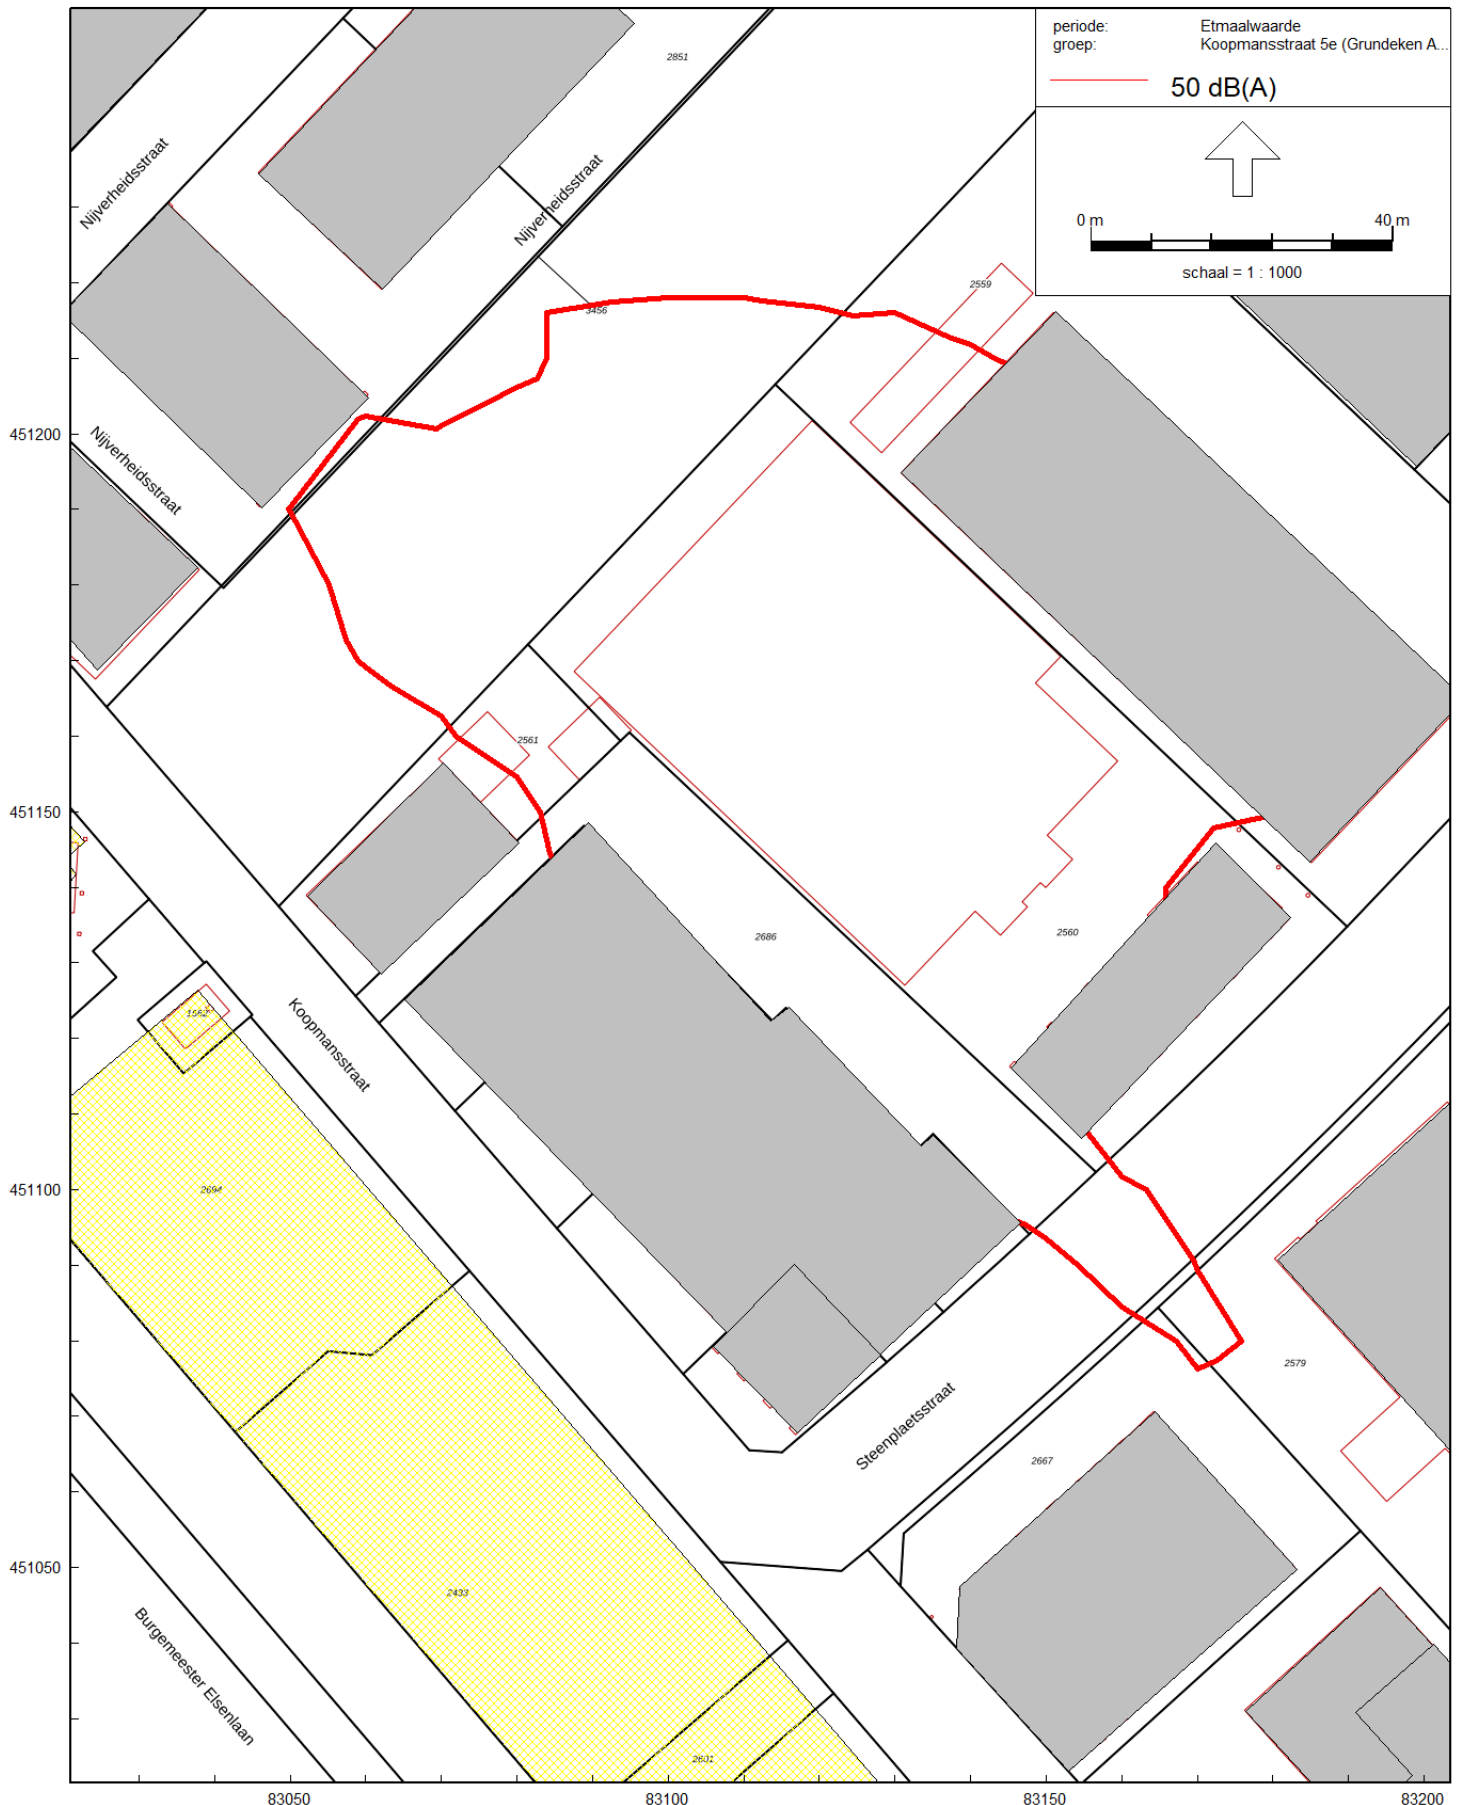 periode: Etmaalwaarde
groep: Koopmansstraat 5e (Grundeken A...
50 dB(A)
0 m 40 m
schaal = 1 : 1000
2851
Nijverheidsstraat
Nijverheidsstraat
2559
3456
451200
Nijverheidsstraat
2561
451150
2686
2560
1562
Koopmansstraat
2694
451100
2579
Steenplaetsstraat
2667
451050
2433
Burgemeester Elsenlaan
83050
83100
83150
83200